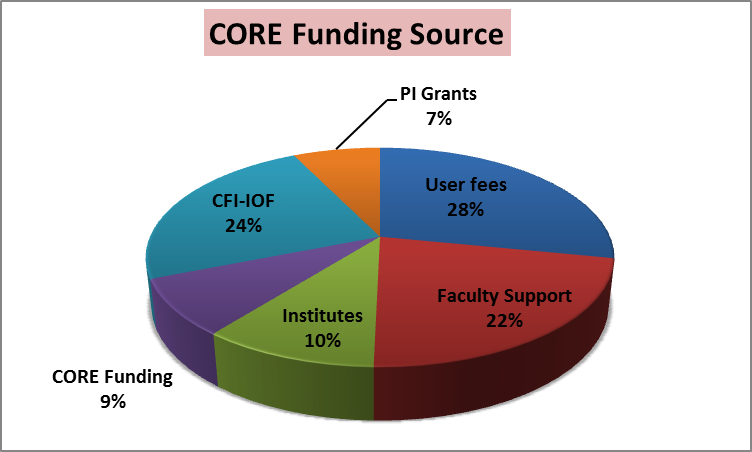 CORE Funding Source
PI Grants
7%
User fees
28%
CFI-IOF
24%
Faculty Support
22%
Institutes
10%
CORE Funding
9%